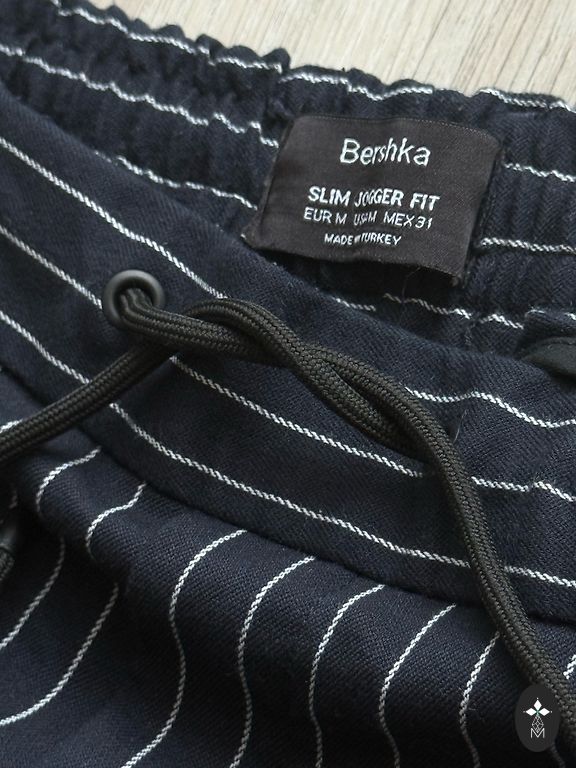 Bershka
SLIM JOGGER FIT
EUR M USA M MEX 31
MADE IN TURKEY